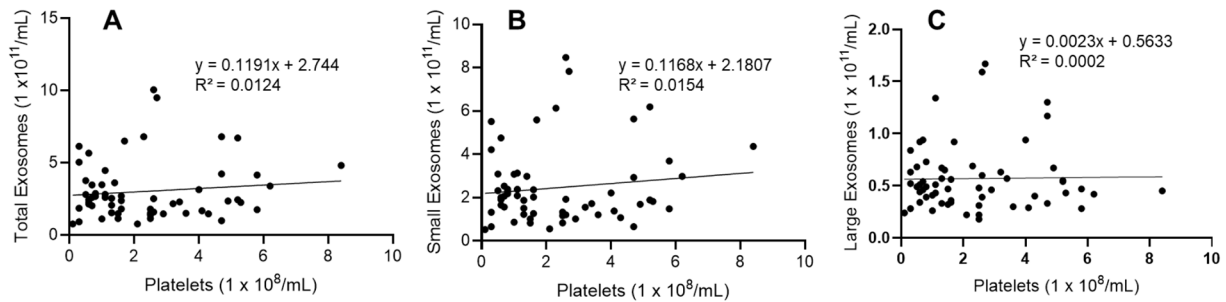 A
Total Exosomes (1 x10¹¹/mL)
15
10
5
0
y = 0.1191x + 2.744
R² = 0.0124
0 2 4 6 8 10
Platelets (1 x 10⁸/mL)
B
Small Exosomes (1 x 10¹¹/mL)
10
8
6
4
2
0
y = 0.1168x + 2.1807
R² = 0.0154
0 2 4 6 8 10
Platelets (1 x 10⁸/mL)
C
Large Exosomes (1 x 10¹¹/mL)
2.0
1.5
1.0
0.5
0.0
y = 0.0023x + 0.5633
R² = 0.0002
0 2 4 6 8 10
Platelets (1 x 10⁸/mL)